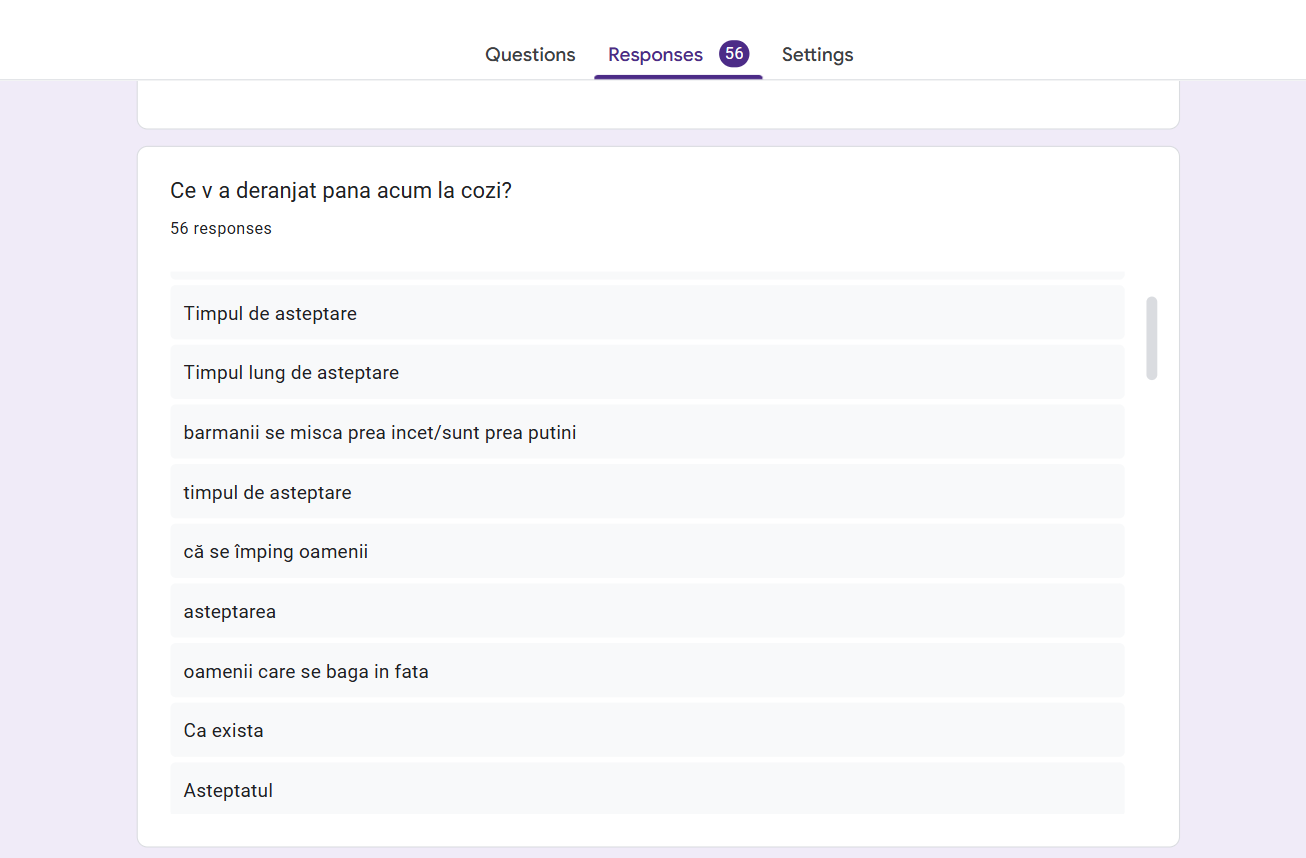 Questions Responses 56 Settings
Ce v a deranjat pana acum la cozi?
56 responses
Timpul de asteptare
Timpul lung de asteptare
barmanii se misca prea incet/sunt prea putini
timpul de asteptare
că se împing oamenii
asteptarea
oamenii care se baga in fata
Ca exista
Asteptatul